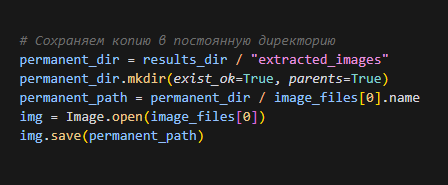 # Сохраняем копию в постоянную директорию
permanent_dir = results_dir / "extracted_images"
permanent_dir.mkdir(exist_ok=True, parents=True)
permanent_path = permanent_dir / image_files[0].name
img = Image.open(image_files[0])
img.save(permanent_path)